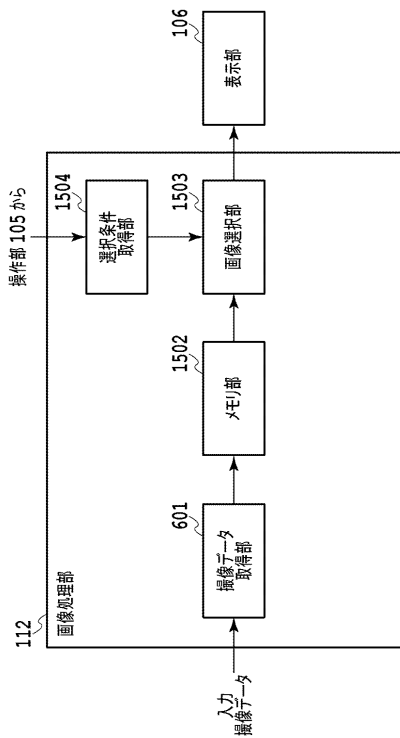 112
画像処理部
操作部 105 から
1504
選択条件
取得部
入力
撮像データ
601
撮像データ
取得部
1502
メモリ部
1503
画像選択部
106
表示部